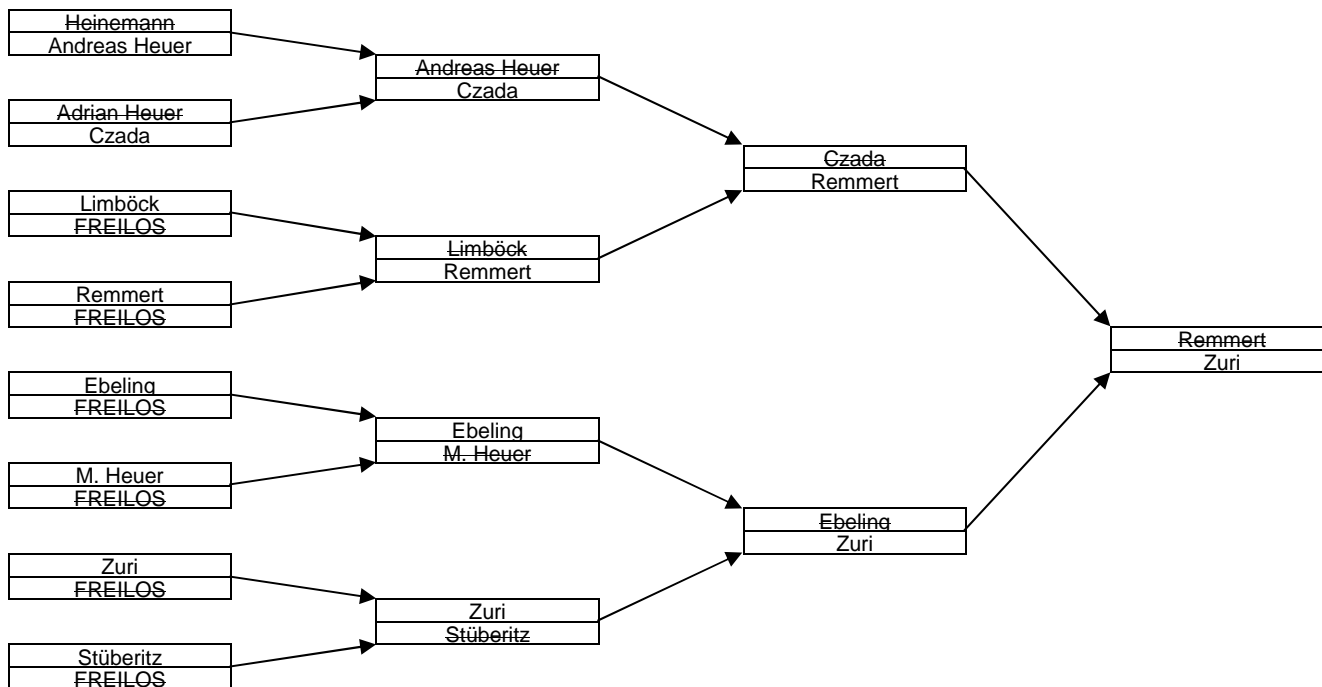 Heinemann
Andreas Heuer
Adrian Heuer
Czada
Limböck
FREILOS
Remmert
FREILOS
Ebeling
FREILOS
M. Heuer
FREILOS
Zuri
FREILOS
Stüberitz
FREILOS
Andreas Heuer
Czada
Limböck
Remmert
Ebeling
M. Heuer
Zuri
Stüberitz
Czada
Remmert
Ebeling
Zuri
Remmert
Zuri